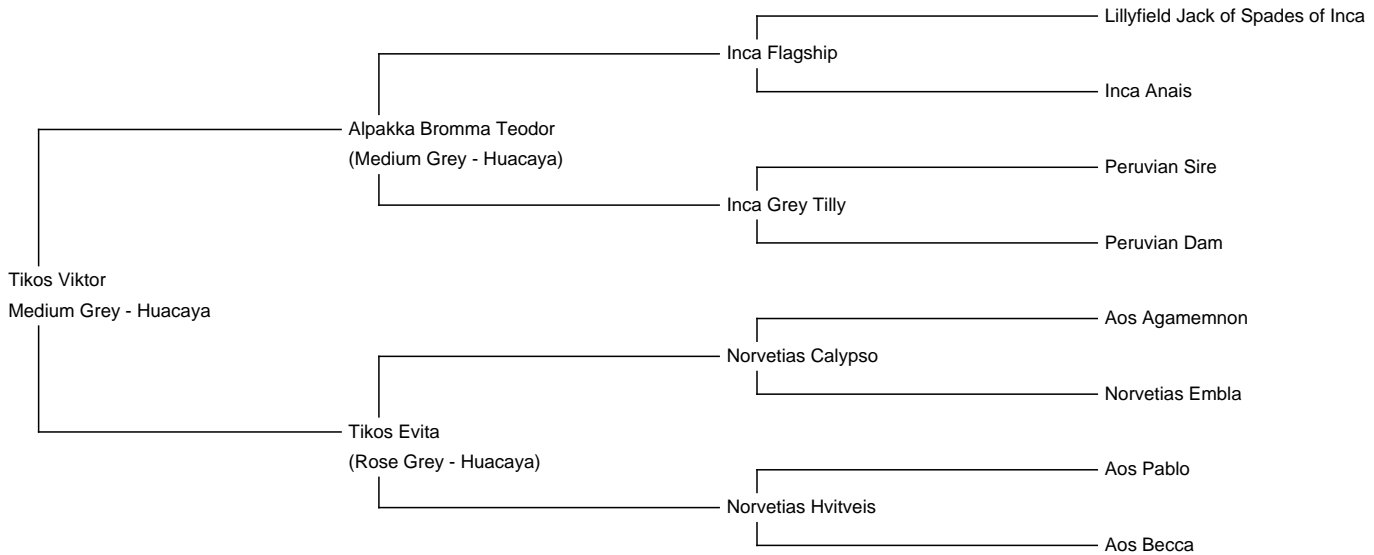 Lillyfield Jack of Spades of Inca
Inca Flagship
Inca Anais
Alpakka Bromma Teodor
(Medium Grey - Huacaya)
Peruvian Sire
Inca Grey Tilly
Peruvian Dam
Tikos Viktor
Medium Grey - Huacaya
Aos Agamemnon
Norvetias Calypso
Norvetias Embla
Tikos Evita
(Rose Grey - Huacaya)
Aos Pablo
Norvetias Hvitveis
Aos Becca